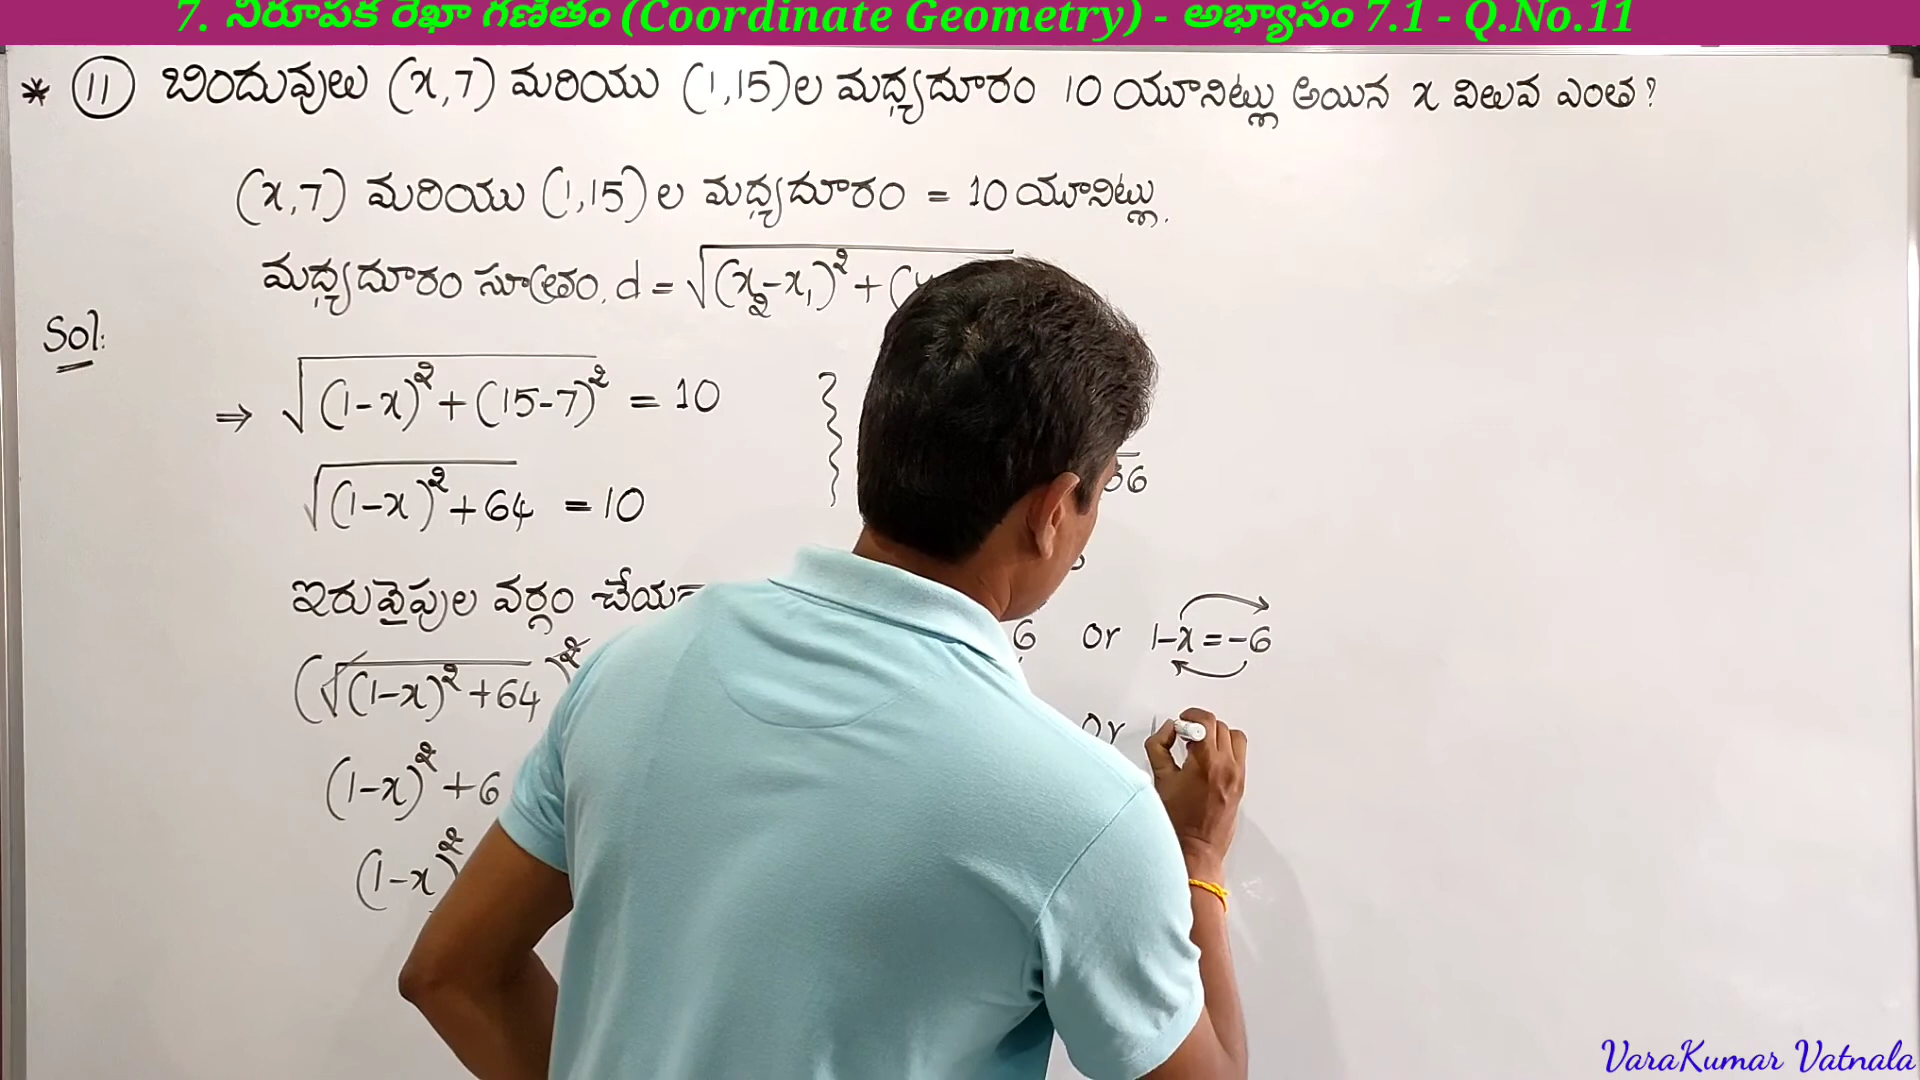 7. నిరూపక రేఖా గణితం (Coordinate Geometry) - అభ్యాసం 7.1 - Q.No.11
* 11 బిందువులు (x,7) మరియు (1,15)ల మధ్యదూరం 10 యూనిట్లు అయిన x విలువ ఎంత?
(x,7) మరియు (1,15)ల మధ్యదూరం = 10 యూనిట్లు.
మధ్యదూరం సూత్రం, d = √(x₂-x₁)² + (
Sol:
⇒ √(1-x)² + (15-7)² = 10
√(1-x)² + 64 = 10
ఇరువైపుల వర్గం
(√(1-x)² + 64)²
(1-x)² + 6
(1-x)²
36
6 or 1-x = -6
or
VaraKumar Vatnala